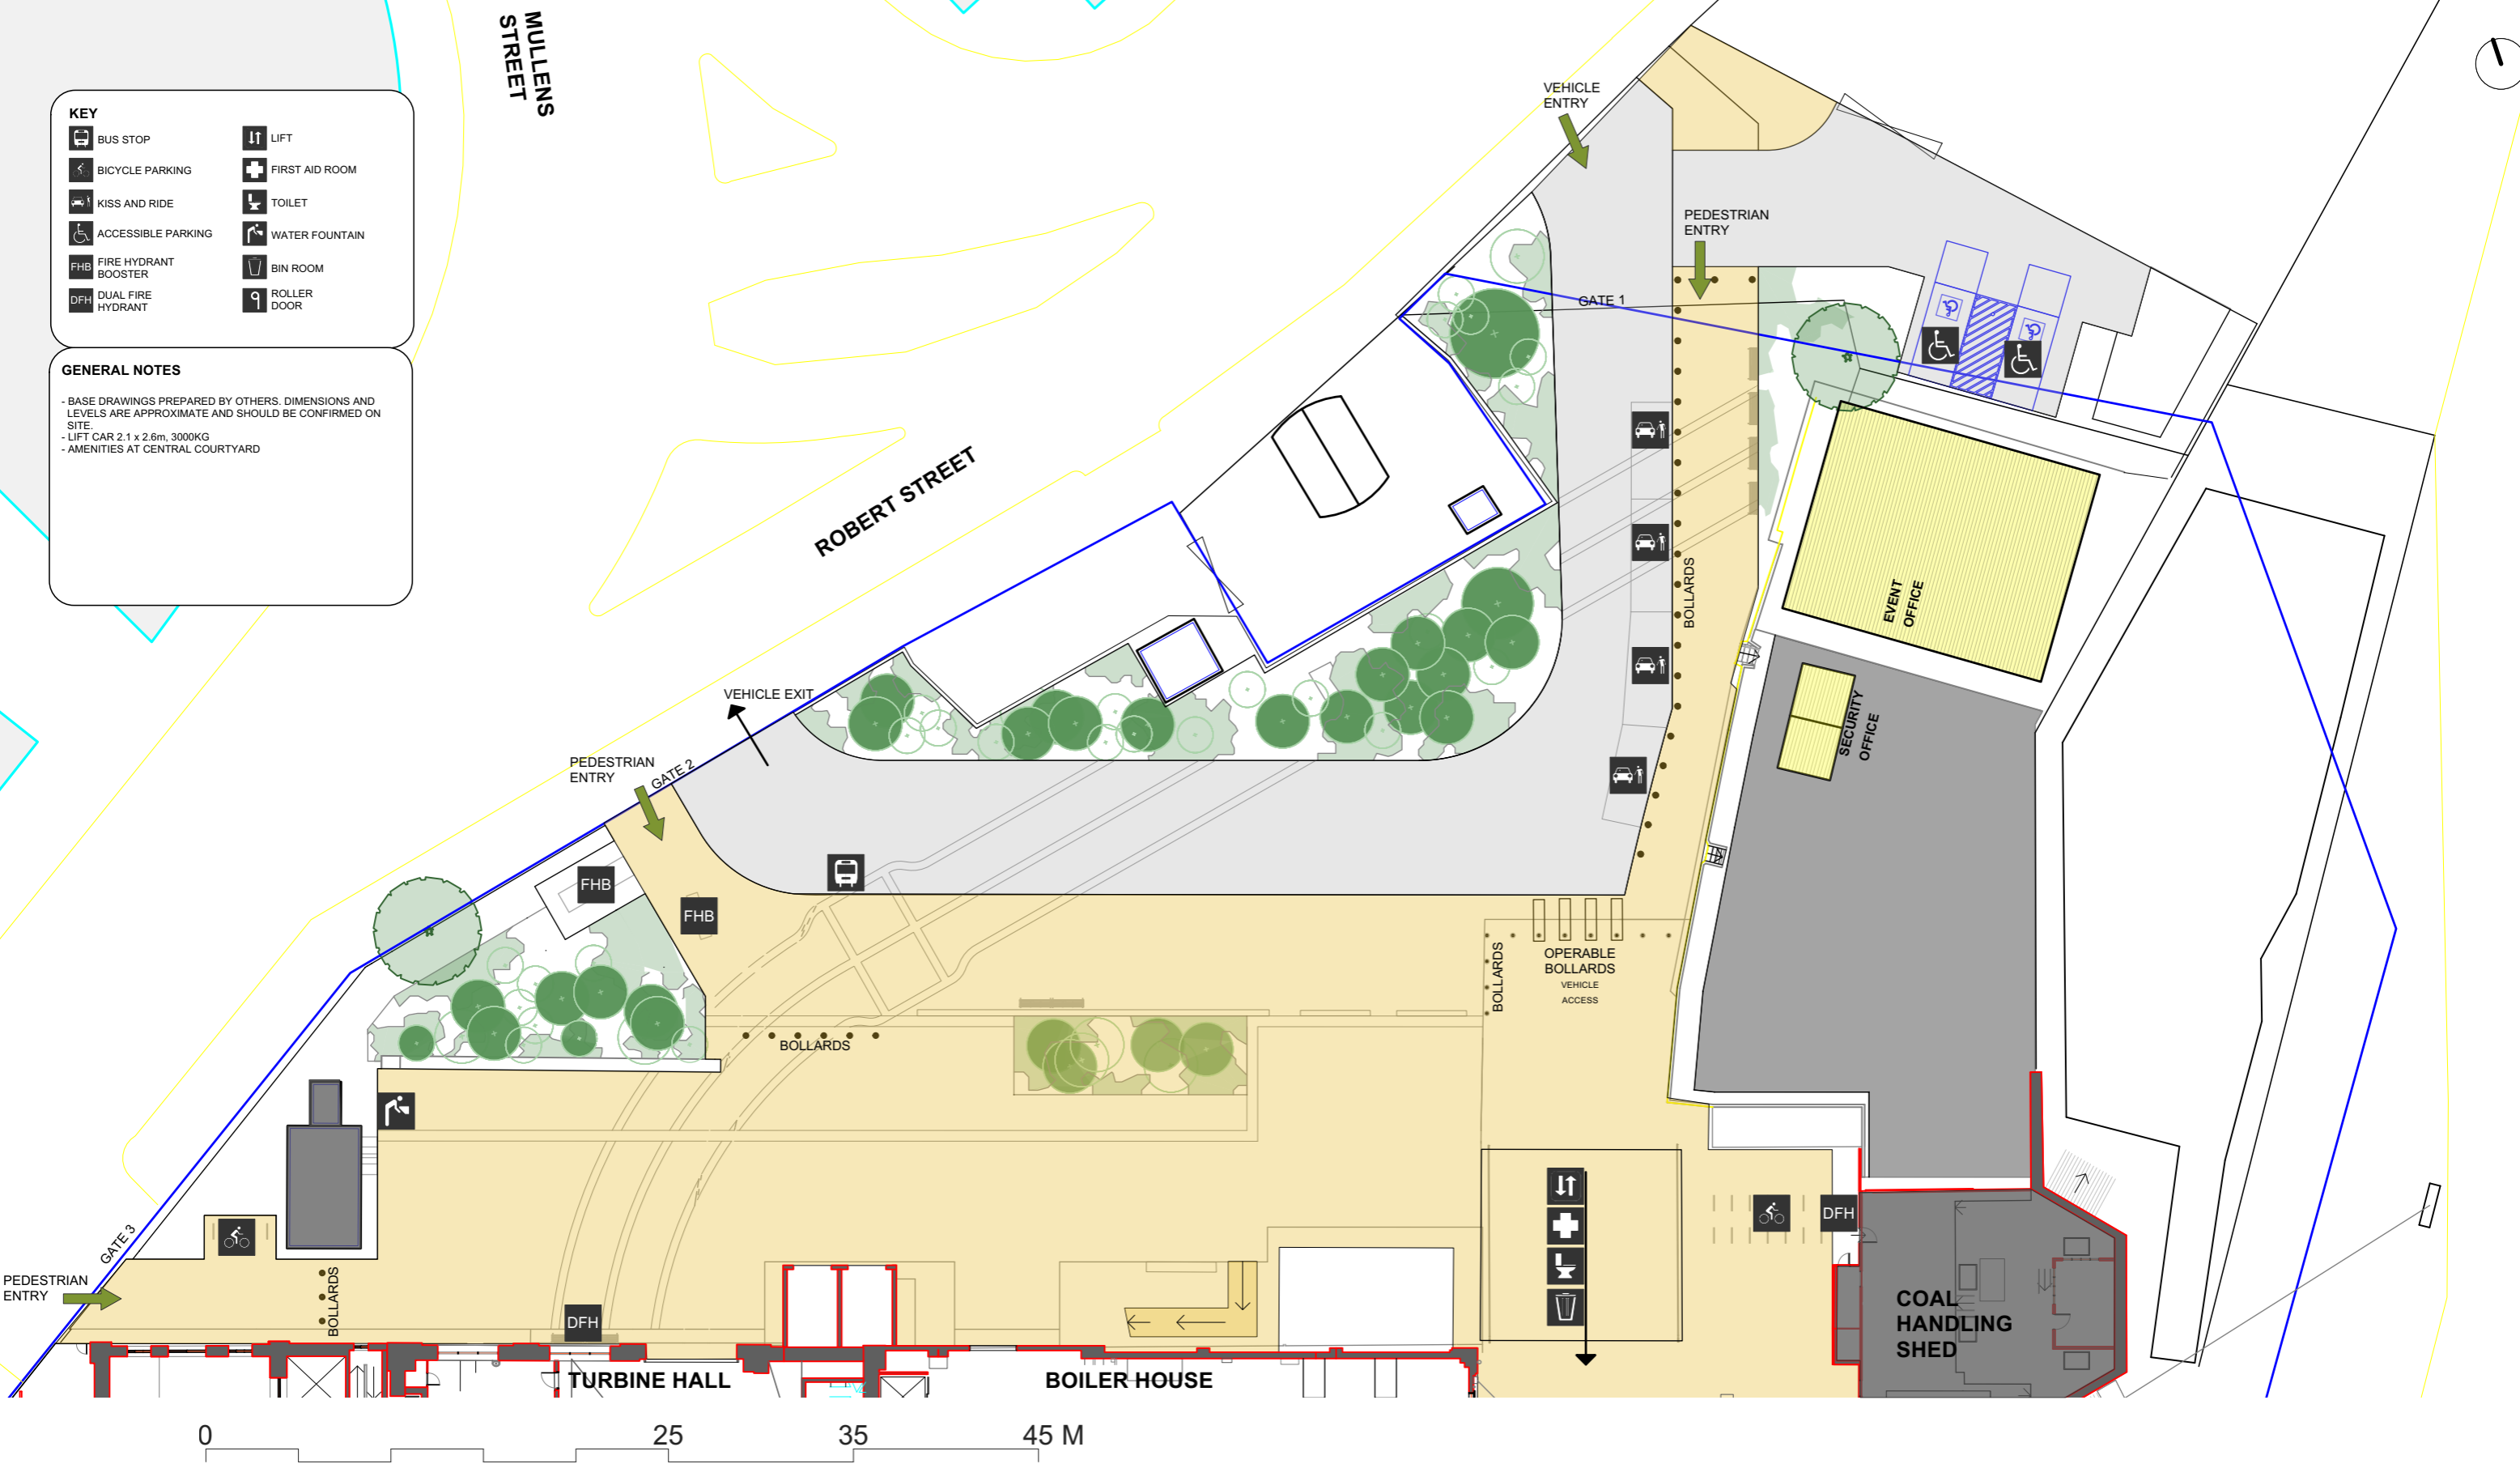 MULLENS
STREET
KEY
BUS STOP
LIFT
BICYCLE PARKING
FIRST AID ROOM
KISS AND RIDE
TOILET
ACCESSIBLE PARKING
WATER FOUNTAIN
FHB
FIRE HYDRANT
BOOSTER
BIN ROOM
DFH
DUAL FIRE
HYDRANT
ROLLER
DOOR
GENERAL NOTES
- BASE DRAWINGS PREPARED BY OTHERS. DIMENSIONS AND
LEVELS ARE APPROXIMATE AND SHOULD BE CONFIRMED ON
SITE.
- LIFT CAR 2.1 x 2.6m, 3000KG
- AMENITIES AT CENTRAL COURTYARD
VEHICLE
ENTRY
PEDESTRIAN
ENTRY
GATE 1
ROBERT STREET
BOLLARDS
EVENT
OFFICE
SECURITY
OFFICE
VEHICLE EXIT
PEDESTRIAN
ENTRY
GATE 2
FHB
FHB
BOLLARDS
OPERABLE
BOLLARDS
VEHICLE
ACCESS
BOLLARDS
GATE 3
PEDESTRIAN
ENTRY
BOLLARDS
DFH
DFH
COAL
HANDLING
SHED
TURBINE HALL
BOILER HOUSE
0 25 35 45 M